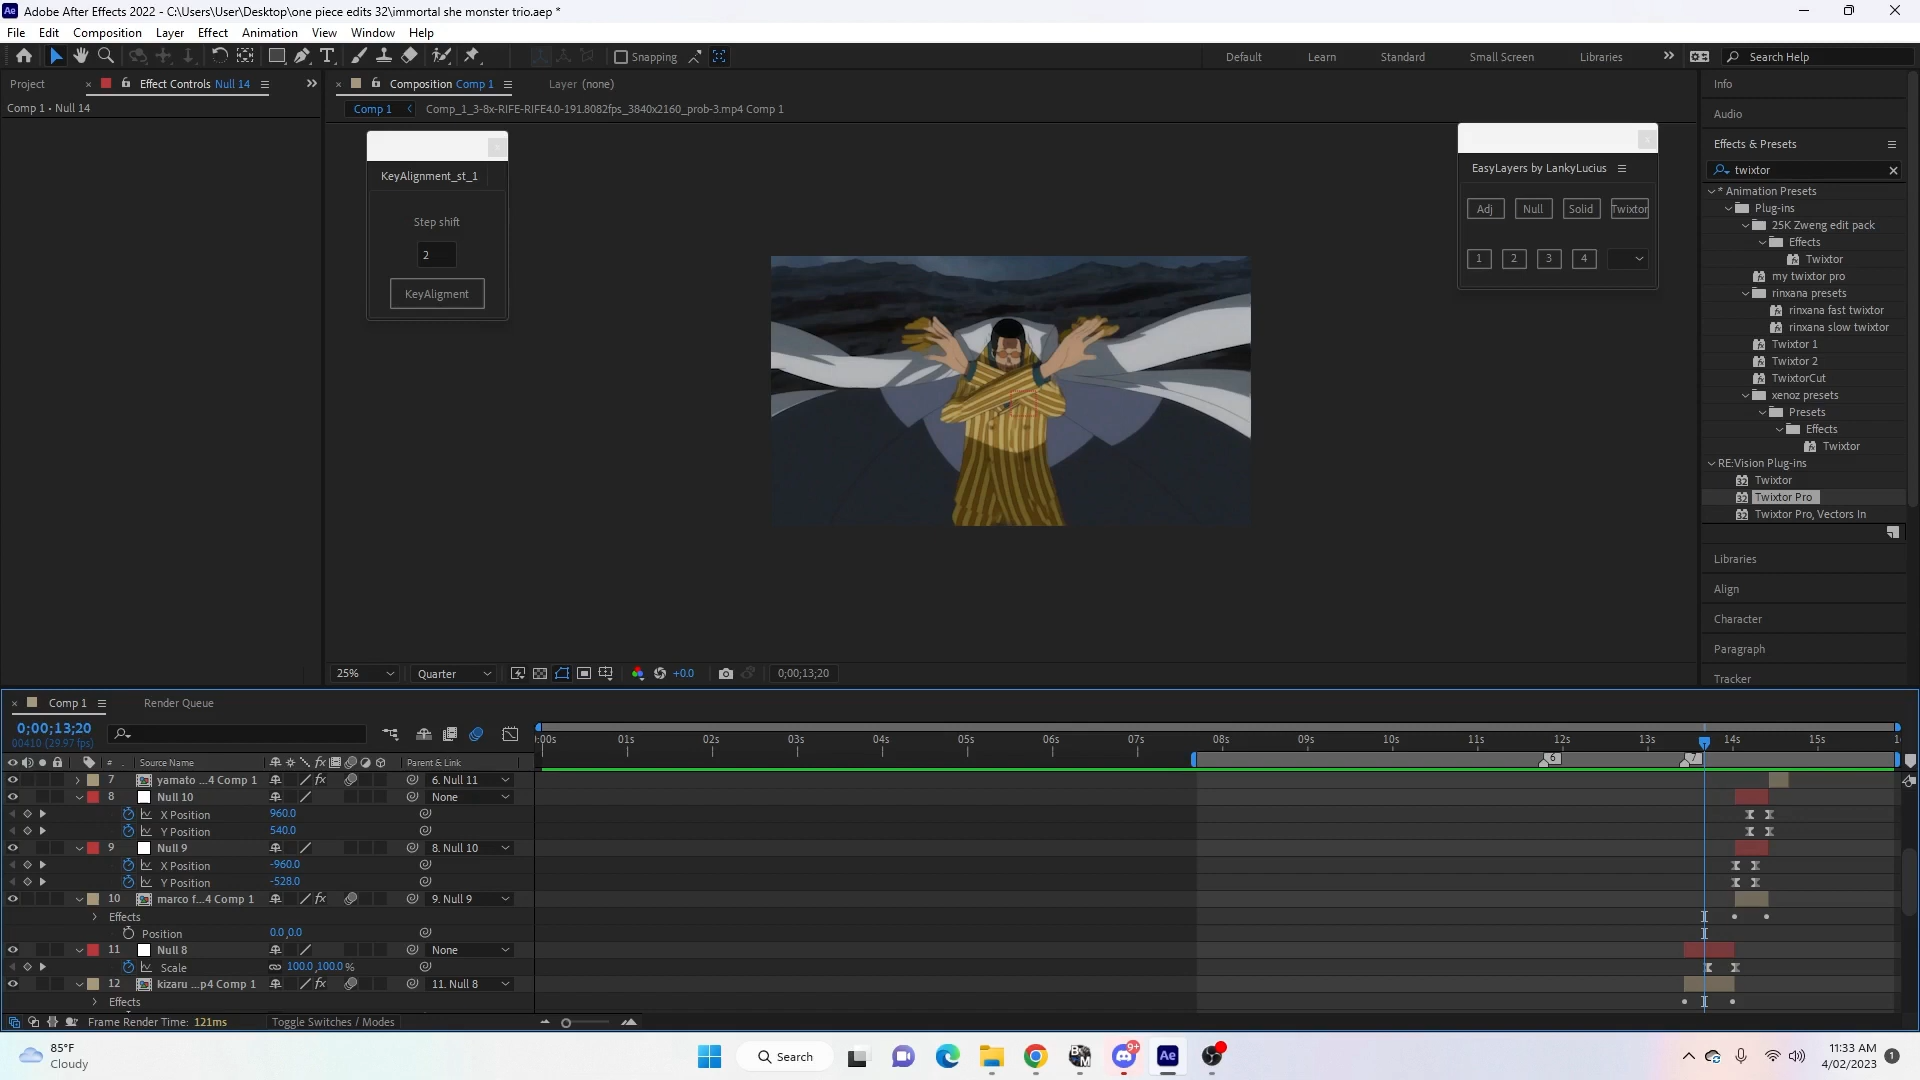 Adobe After Effects 2022 - C:\Users\User\Desktop\one piece edits 32\immortal she monster trio.aep *
File Edit Composition Layer Effect Animation View Window Help
Snapping
Default Learn Standard Small Screen Libraries Search Help
Project Effect Controls Null 14
Comp 1 • Null 14
Composition Comp 1 Layer (none)
Comp 1 Comp_1_3-8x-RIFE-RIFE4.0-191.8082fps_3840x2160_prob-3.mp4 Comp 1
KeyAlignment_st_1
Step shift
2
KeyAligment
EasyLayers by LankyLucius
Adj Null Solid Twixtor
1 2 3 4
Info
Audio
Effects & Presets
twixtor
* Animation Presets
Plug-ins
25K Zweng edit pack
Effects
Twixtor
my twixtor pro
rinxana presets
rinxana fast twixtor
rinxana slow twixtor
Twixtor 1
Twixtor 2
TwixtorCut
xenoz presets
Presets
Effects
Twixtor
RE:Vision Plug-ins
Twixtor
Twixtor Pro
Twixtor Pro, Vectors In
Libraries
Align
Character
Paragraph
Tracker
25% Quarter +0.0 0;00;13;20
Comp 1 Render Queue
0;00;13;20
00410 (29.97 fps)
:00s 01s 02s 03s 04s 05s 06s 07s 08s 09s 10s 11s 12s 13s 14s 15s
6 7
# Source Name Parent & Link
7 yamato ...4 Comp 1 fx 6. Null 11
8 Null 10 None
X Position 960.0
Y Position 540.0
9 Null 9 8. Null 10
X Position -960.0
Y Position -528.0
10 marco f...4 Comp 1 fx 9. Null 9
Effects
Position 0.0,0.0
11 Null 8 None
Scale 100.0,100.0%
12 kizaru ...p4 Comp 1 fx 11. Null 8
Effects
Frame Render Time: 121ms Toggle Switches / Modes
85°F
Cloudy
Search
9+
11:33 AM
4/02/2023
1